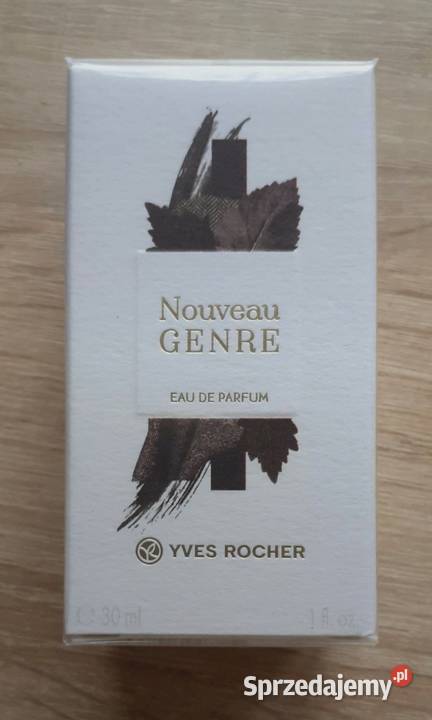 Nouveau
GENRE
EAU DE PARFUM
YVES ROCHER
30 ml
1 fl. oz.
Sprzedajemy.pl